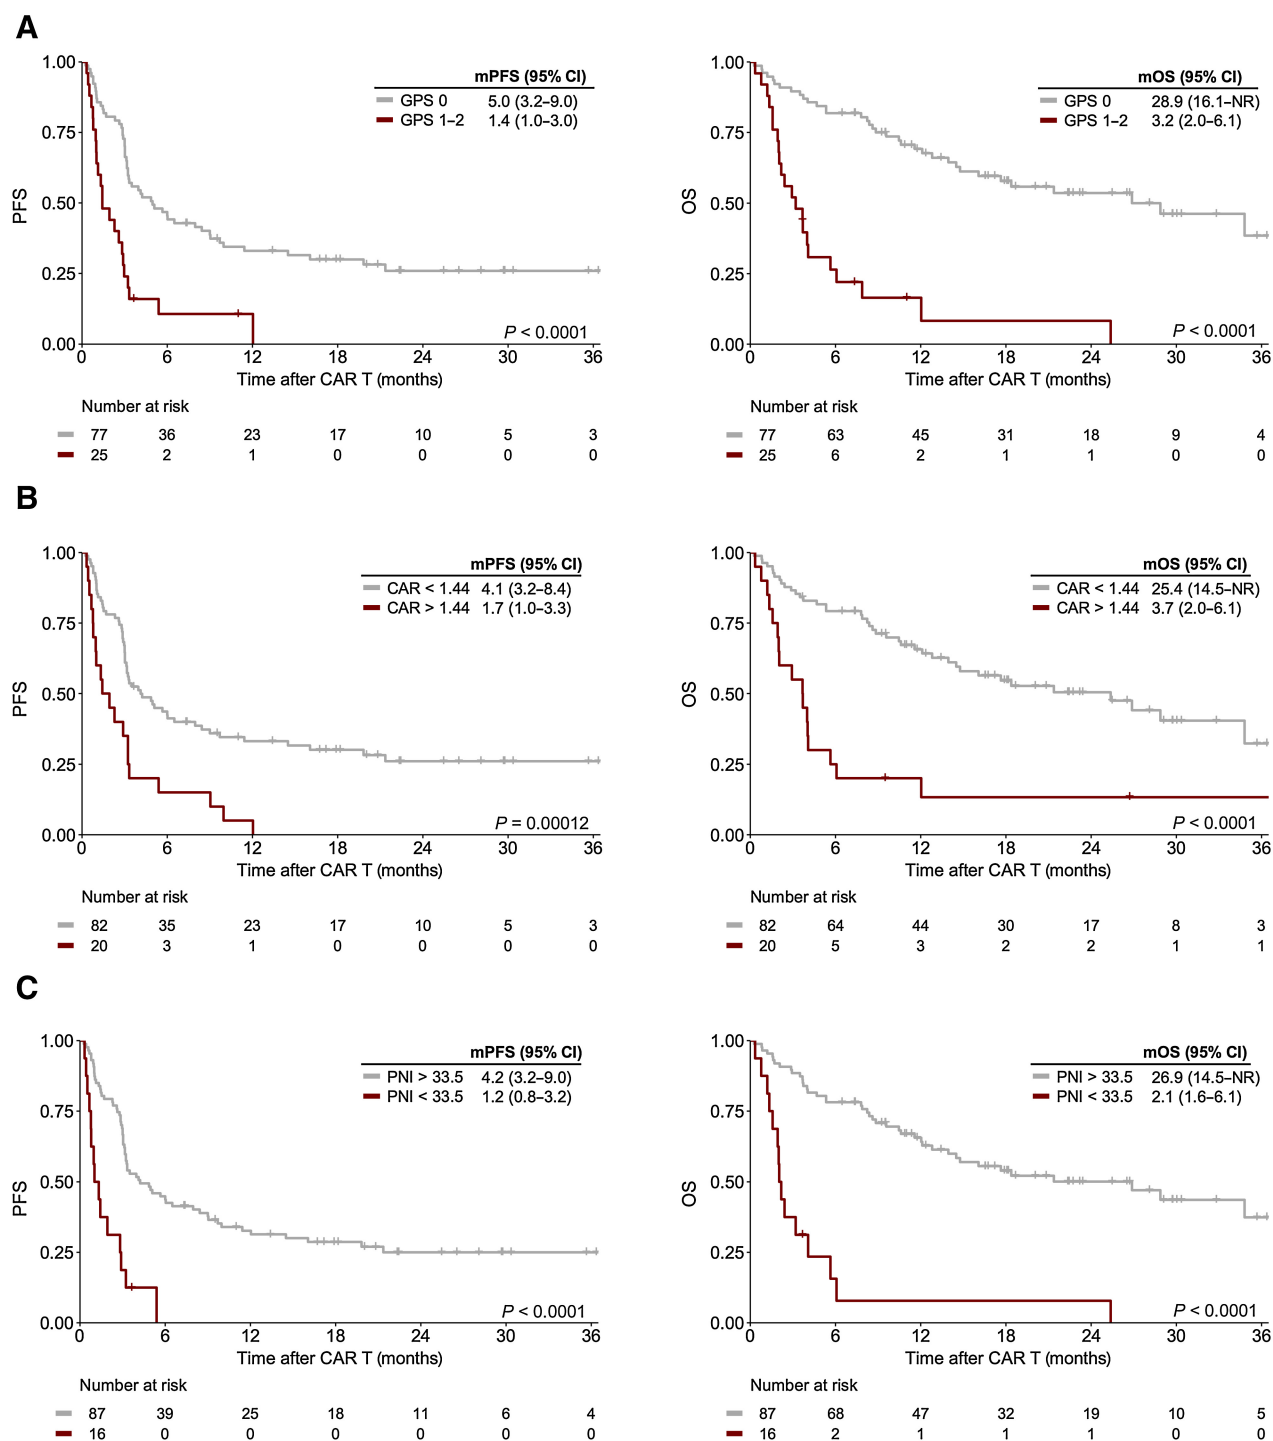 A
mPFS (95% CI)
GPS 0 5.0 (3.2–9.0)
GPS 1–2 1.4 (1.0–3.0)
PFS
1.00
0.75
0.50
0.25
0.00
P < 0.0001
0 6 12 18 24 30 36
Time after CAR T (months)
Number at risk
77 36 23 17 10 5 3
25 2 1 0 0 0 0
mOS (95% CI)
GPS 0 28.9 (16.1–NR)
GPS 1–2 3.2 (2.0–6.1)
OS
1.00
0.75
0.50
0.25
0.00
P < 0.0001
0 6 12 18 24 30 36
Time after CAR T (months)
Number at risk
77 63 45 31 18 9 4
25 6 2 1 1 0 0
B
mPFS (95% CI)
CAR < 1.44 4.1 (3.2–8.4)
CAR > 1.44 1.7 (1.0–3.3)
PFS
1.00
0.75
0.50
0.25
0.00
P = 0.00012
0 6 12 18 24 30 36
Time after CAR T (months)
Number at risk
82 35 23 17 10 5 3
20 3 1 0 0 0 0
mOS (95% CI)
CAR < 1.44 25.4 (14.5–NR)
CAR > 1.44 3.7 (2.0–6.1)
OS
1.00
0.75
0.50
0.25
0.00
P < 0.0001
0 6 12 18 24 30 36
Time after CAR T (months)
Number at risk
82 64 44 30 17 8 3
20 5 3 2 2 1 1
C
mPFS (95% CI)
PNI > 33.5 4.2 (3.2–9.0)
PNI < 33.5 1.2 (0.8–3.2)
PFS
1.00
0.75
0.50
0.25
0.00
P < 0.0001
0 6 12 18 24 30 36
Time after CAR T (months)
Number at risk
87 39 25 18 11 6 4
16 0 0 0 0 0 0
mOS (95% CI)
PNI > 33.5 26.9 (14.5–NR)
PNI < 33.5 2.1 (1.6–6.1)
OS
1.00
0.75
0.50
0.25
0.00
P < 0.0001
0 6 12 18 24 30 36
Time after CAR T (months)
Number at risk
87 68 47 32 19 10 5
16 2 1 1 1 0 0